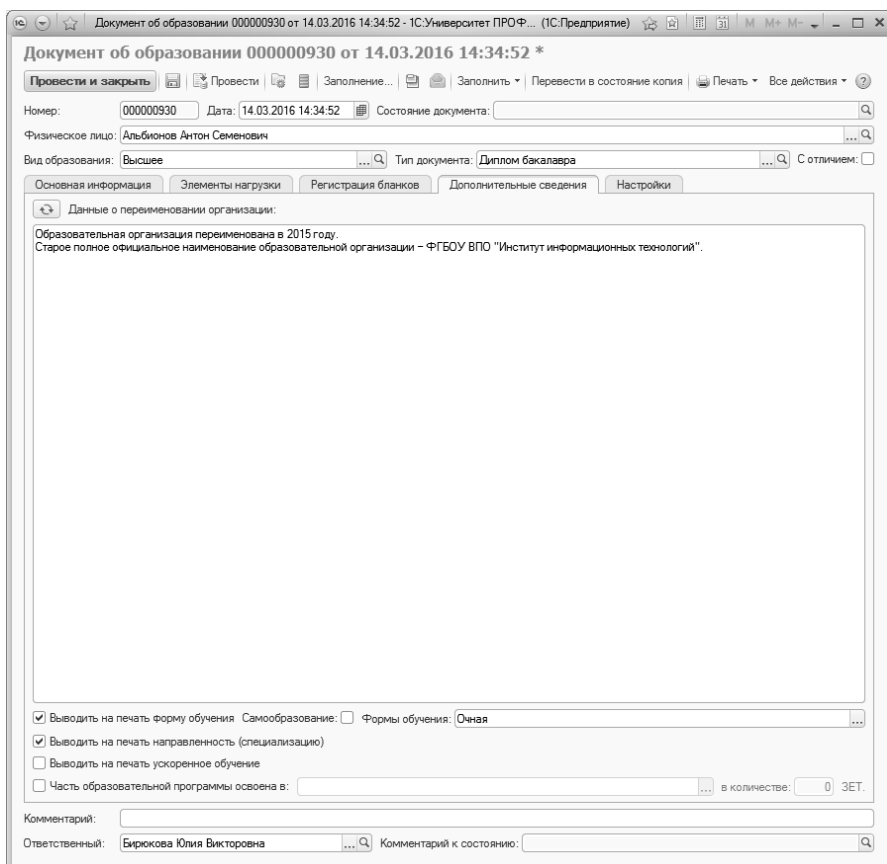 Документ об образовании 000000930 от 14.03.2016 14:34:52 - 1С:Университет ПРОФ... (1С:Предприятие) M M+ M-
Документ об образовании 000000930 от 14.03.2016 14:34:52 *
Провести и закрыть Провести Заполнение... Заполнить Перевести в состояние копия Печать Все действия ?
Номер: 000000930 Дата: 14.03.2016 14:34:52 Состояние документа:
Физическое лицо: Альбионов Антон Семенович ...
Вид образования: Высшее ... Тип документа: Диплом бакалавра ... С отличием:
Основная информация Элементы нагрузки Регистрация бланков Дополнительные сведения Настройки
Данные о переименовании организации:
Образовательная организация переименована в 2015 году.
Старое полное официальное наименование образовательной организации – ФГБОУ ВПО "Институт информационных технологий".
Выводить на печать форму обучения Самообразование: Формы обучения: Очная ...
Выводить на печать направленность (специализацию)
Выводить на печать ускоренное обучение
Часть образовательной программы освоена в: ... в количестве: 0 ЗЕТ.
Комментарий:
Ответственный: Бирюкова Юлия Викторовна ... Комментарий к состоянию: